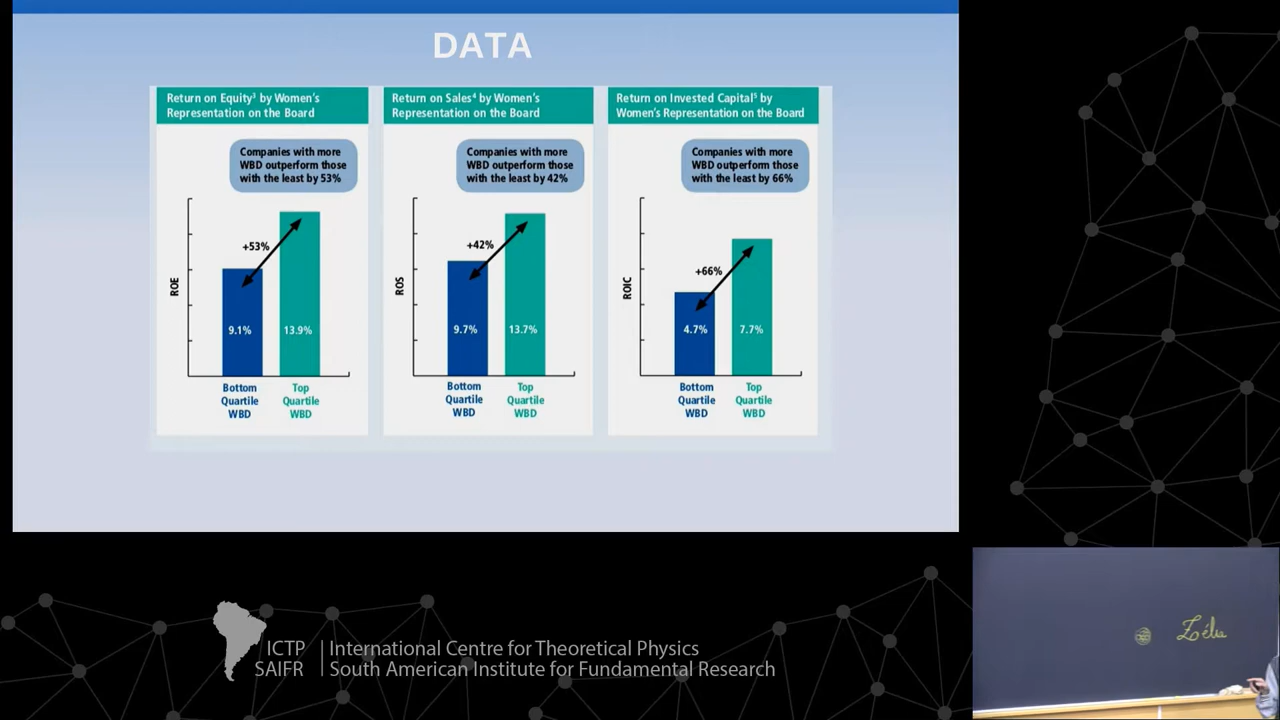 DATA
Return on Equity³ by Women's
Representation on the Board
Companies with more
WBD outperform those
with the least by 53%
+53%
ROE
9.1%
13.9%
Bottom
Quartile
WBD
Top
Quartile
WBD
Return on Sales⁴ by Women's
Representation on the Board
Companies with more
WBD outperform those
with the least by 42%
+42%
ROS
9.7%
13.7%
Bottom
Quartile
WBD
Top
Quartile
WBD
Return on Invested Capital⁵ by
Women's Representation on the Board
Companies with more
WBD outperform those
with the least by 66%
+66%
ROIC
4.7%
7.7%
Bottom
Quartile
WBD
Top
Quartile
WBD
Zélia
ICTP
SAIFR
International Centre for Theoretical Physics
South American Institute for Fundamental Research